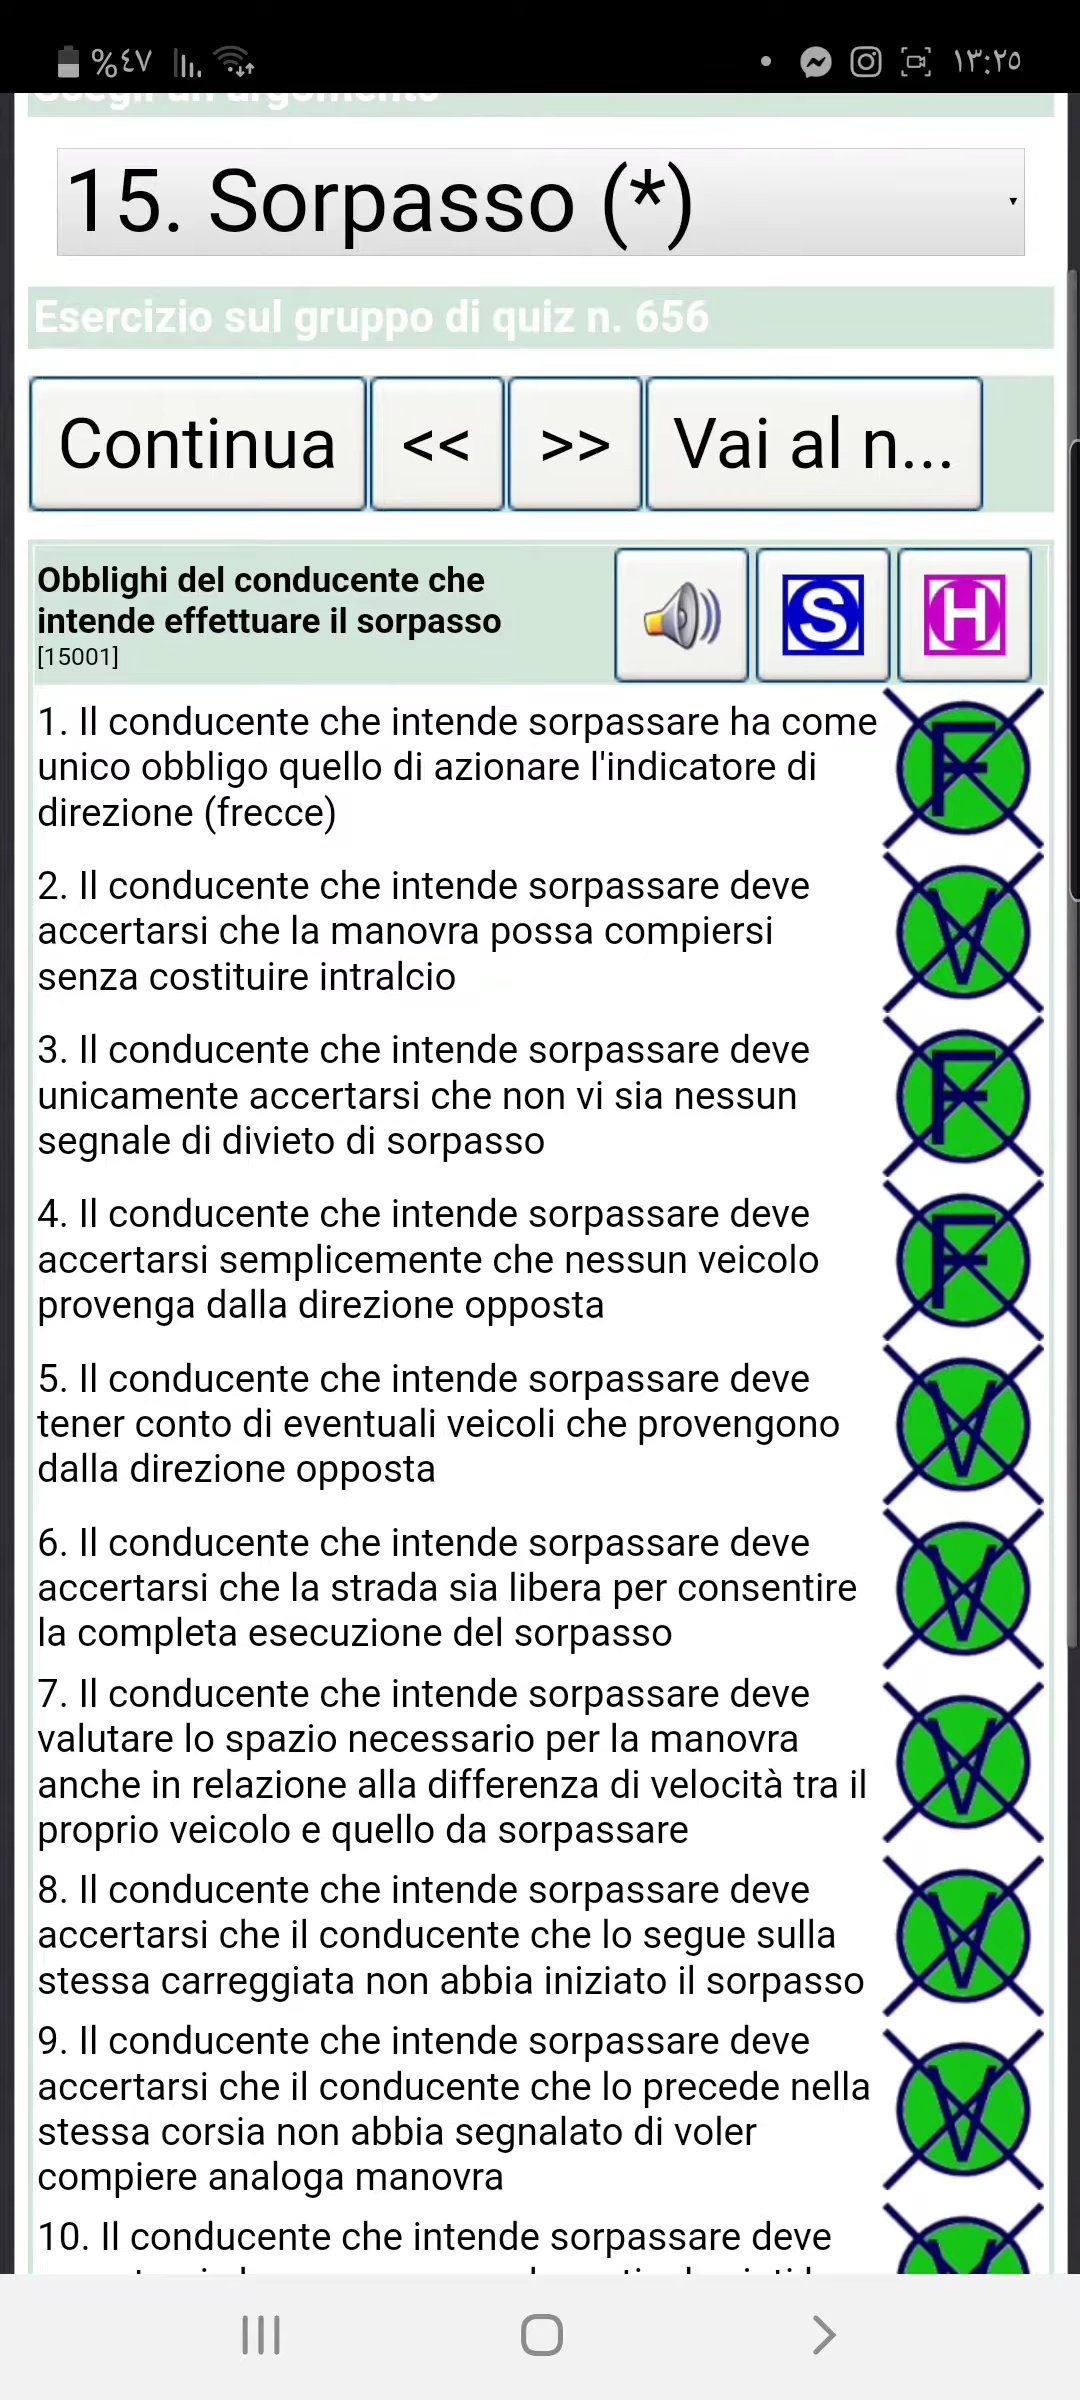 %٤٧ ١٣:٢٥
Scegli un argomento
15. Sorpasso (*)
Esercizio sul gruppo di quiz n. 656
Continua << >> Vai al n...
Obblighi del conducente che
intende effettuare il sorpasso
[15001]
S H
1. Il conducente che intende sorpassare ha come
unico obbligo quello di azionare l'indicatore di
direzione (frecce)
F
2. Il conducente che intende sorpassare deve
accertarsi che la manovra possa compiersi
senza costituire intralcio
V
3. Il conducente che intende sorpassare deve
unicamente accertarsi che non vi sia nessun
segnale di divieto di sorpasso
F
4. Il conducente che intende sorpassare deve
accertarsi semplicemente che nessun veicolo
provenga dalla direzione opposta
F
5. Il conducente che intende sorpassare deve
tener conto di eventuali veicoli che provengono
dalla direzione opposta
V
6. Il conducente che intende sorpassare deve
accertarsi che la strada sia libera per consentire
la completa esecuzione del sorpasso
V
7. Il conducente che intende sorpassare deve
valutare lo spazio necessario per la manovra
anche in relazione alla differenza di velocità tra il
proprio veicolo e quello da sorpassare
V
8. Il conducente che intende sorpassare deve
accertarsi che il conducente che lo segue sulla
stessa carreggiata non abbia iniziato il sorpasso
V
9. Il conducente che intende sorpassare deve
accertarsi che il conducente che lo precede nella
stessa corsia non abbia segnalato di voler
compiere analoga manovra
V
10. Il conducente che intende sorpassare deve